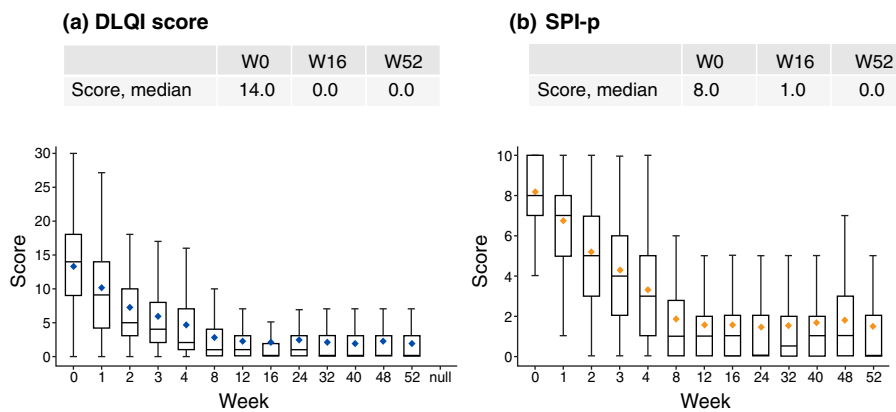 (a) DLQI score
W0 W16 W52
Score, median 14.0 0.0 0.0
30
25
20
15
10
5
0
Score
0 1 2 3 4 8 12 16 24 32 40 48 52 null
Week
(b) SPI-p
W0 W16 W52
Score, median 8.0 1.0 0.0
10
8
6
4
2
0
Score
0 1 2 3 4 8 12 16 24 32 40 48 52
Week